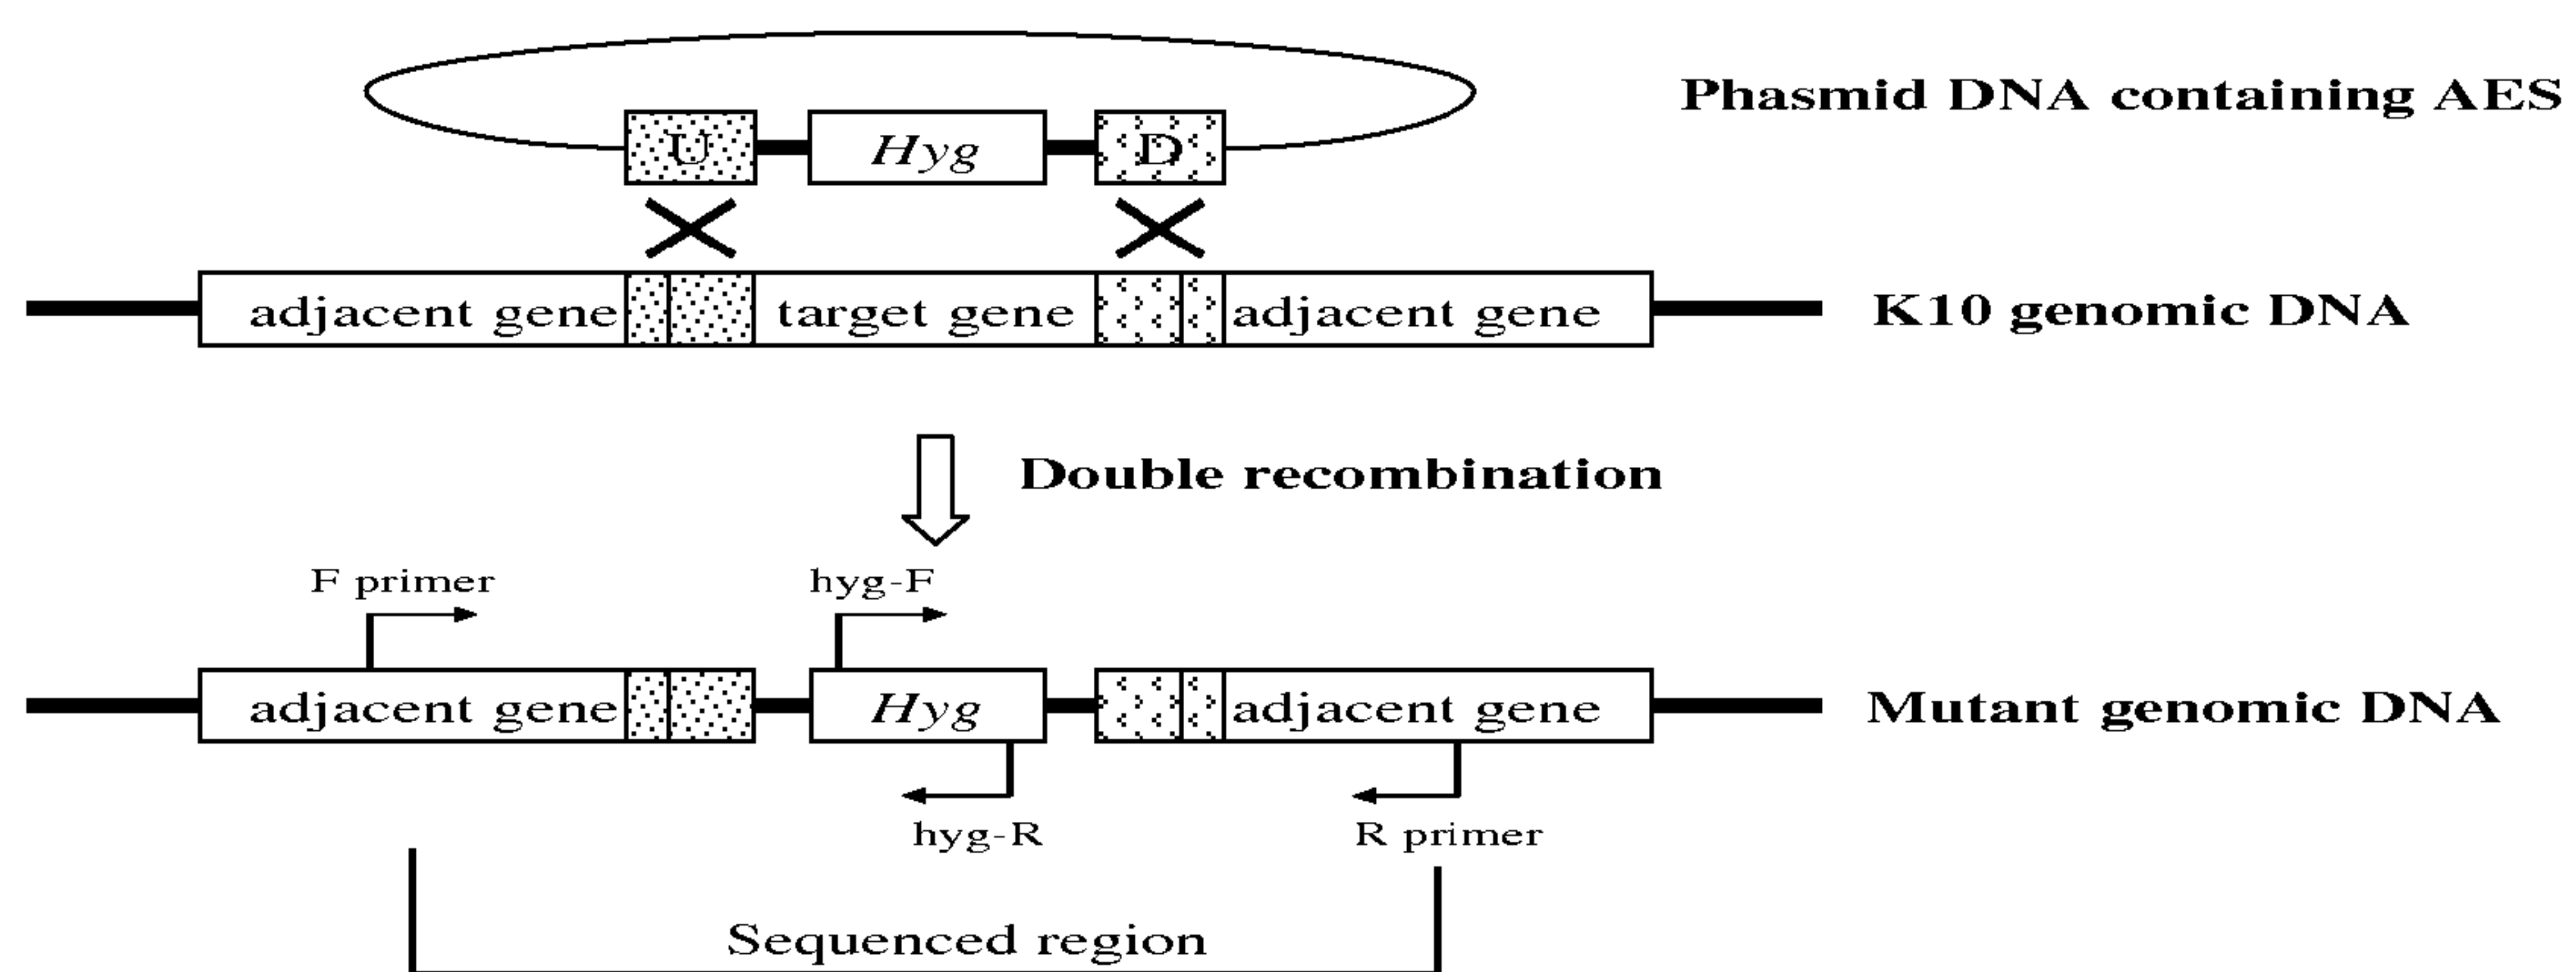 Phasmid DNA containing AES
U Hyg D
adjacent gene target gene adjacent gene K10 genomic DNA
Double recombination
F primer hyg-F
adjacent gene Hyg adjacent gene Mutant genomic DNA
hyg-R R primer
Sequenced region